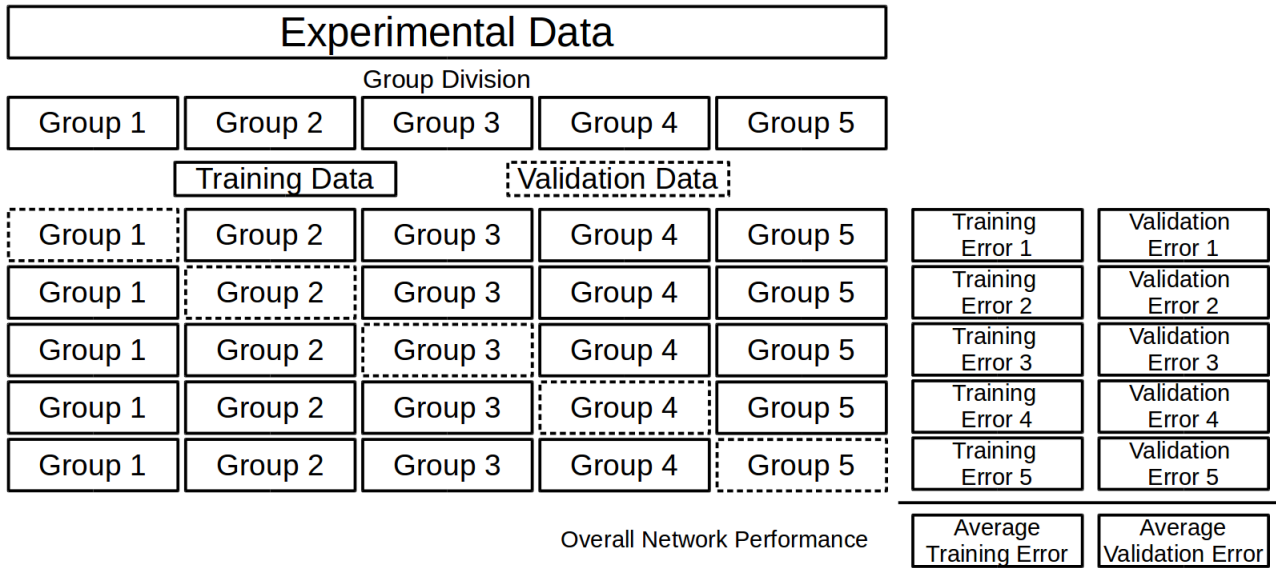 Experimental Data
Group Division
Group 1 Group 2 Group 3 Group 4 Group 5
Training Data Validation Data
Group 1 Group 2 Group 3 Group 4 Group 5 Training Error 1 Validation Error 1
Group 1 Group 2 Group 3 Group 4 Group 5 Training Error 2 Validation Error 2
Group 1 Group 2 Group 3 Group 4 Group 5 Training Error 3 Validation Error 3
Group 1 Group 2 Group 3 Group 4 Group 5 Training Error 4 Validation Error 4
Group 1 Group 2 Group 3 Group 4 Group 5 Training Error 5 Validation Error 5
Overall Network Performance Average Training Error Average Validation Error